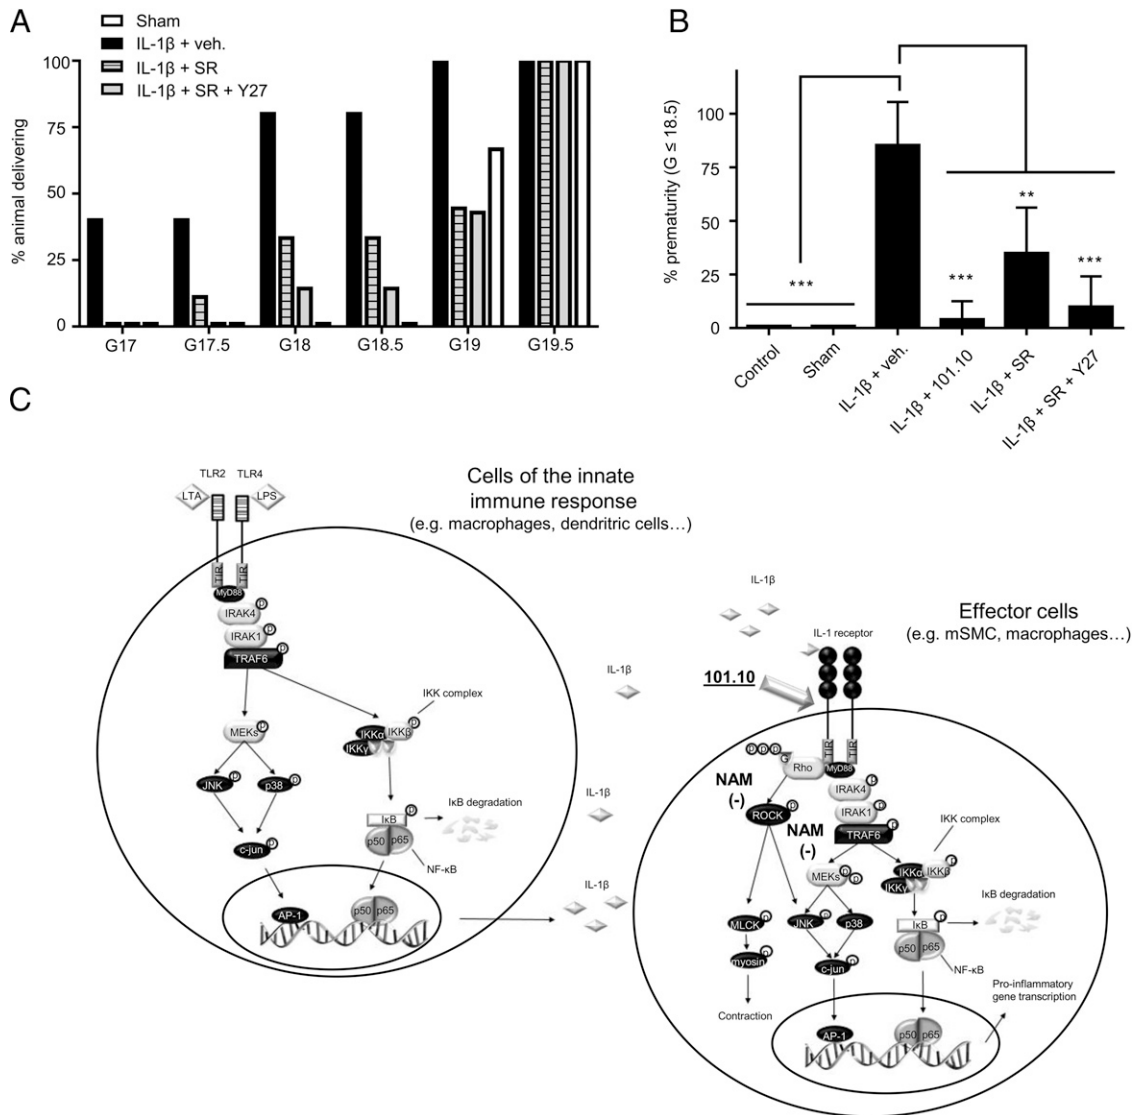 A
Sham
IL-1β + veh.
IL-1β + SR
IL-1β + SR + Y27
% animal delivering
100
75
50
25
0
G17
G17.5
G18
G18.5
G19
G19.5
B
% prematurity (G ≤ 18.5)
100
75
50
25
0
***
***
**
***
Control
Sham
IL-1β + veh.
IL-1β + 101.10
IL-1β + SR
IL-1β + SR + Y27
C
Cells of the innate
immune response
(e.g. macrophages, dendritric cells…)
TLR2
TLR4
LTA
LPS
TIR
TIR
MyD88
IRAK4
P
IRAK1
P
TRAF6
P
IKK complex
MEKs
P
IKKα
IKKβ
P
IKKγ
JNK
P
p38
P
IκB
P
IκB degradation
c-jun
P
p50
p65
NF-κB
AP-1
p50
p65
IL-1β
IL-1β
IL-1β
IL-1β
Effector cells
(e.g. mSMC, macrophages…)
IL-1 receptor
101.10
TIR
TIR
P
P
P
G
Rho
MyD88
NAM
(-)
IRAK4
P
ROCK
P
IRAK1
P
NAM
(-)
TRAF6
P
IKK complex
MEKs
P
P
IKKα
IKKβ
P
IKKγ
MLCK
P
JNK
P
p38
P
IκB
P
IκB degradation
myosin
P
c-jun
P
p50
p65
NF-κB
Contraction
Pro-inflammatory
gene transcription
AP-1
p50
p65